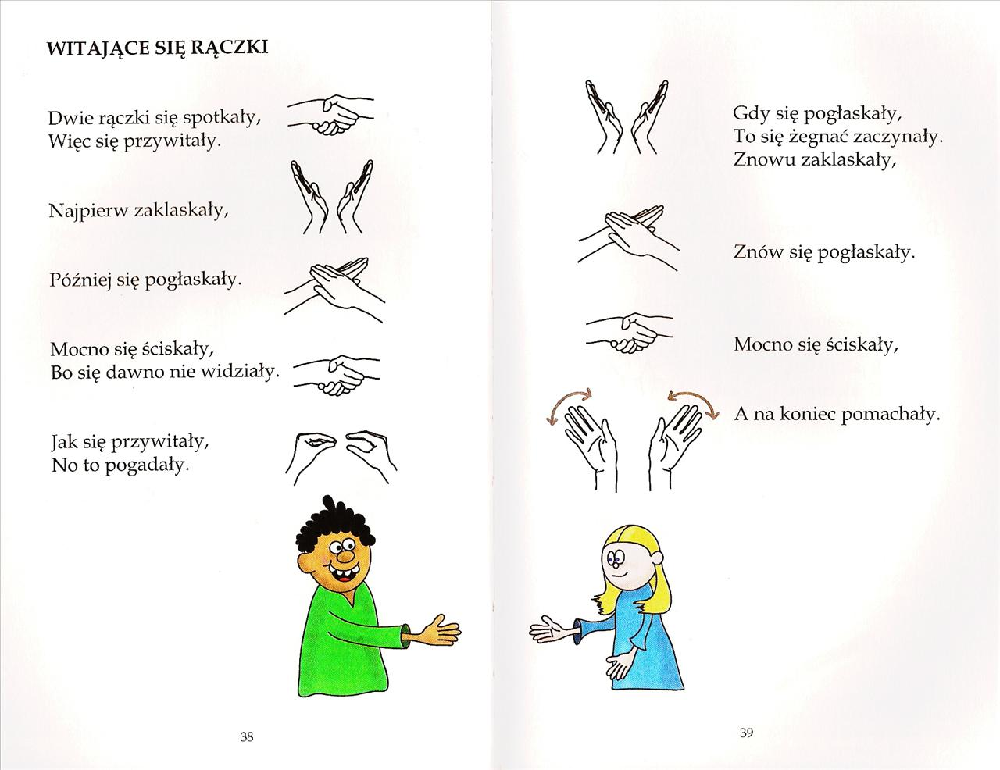 WITAJĄCE SIĘ RĄCZKI
Dwie rączki się spotkały,
Więc się przywitały.
Najpierw zaklaskały,
Później się pogłaskały.
Mocno się ściskały,
Bo się dawno nie widziały.
Jak się przywitały,
No to pogadały.
38
Gdy się pogłaskały,
To się żegnać zaczynały.
Znowu zaklaskały,
Znów się pogłaskały.
Mocno się ściskały,
A na koniec pomachały.
39